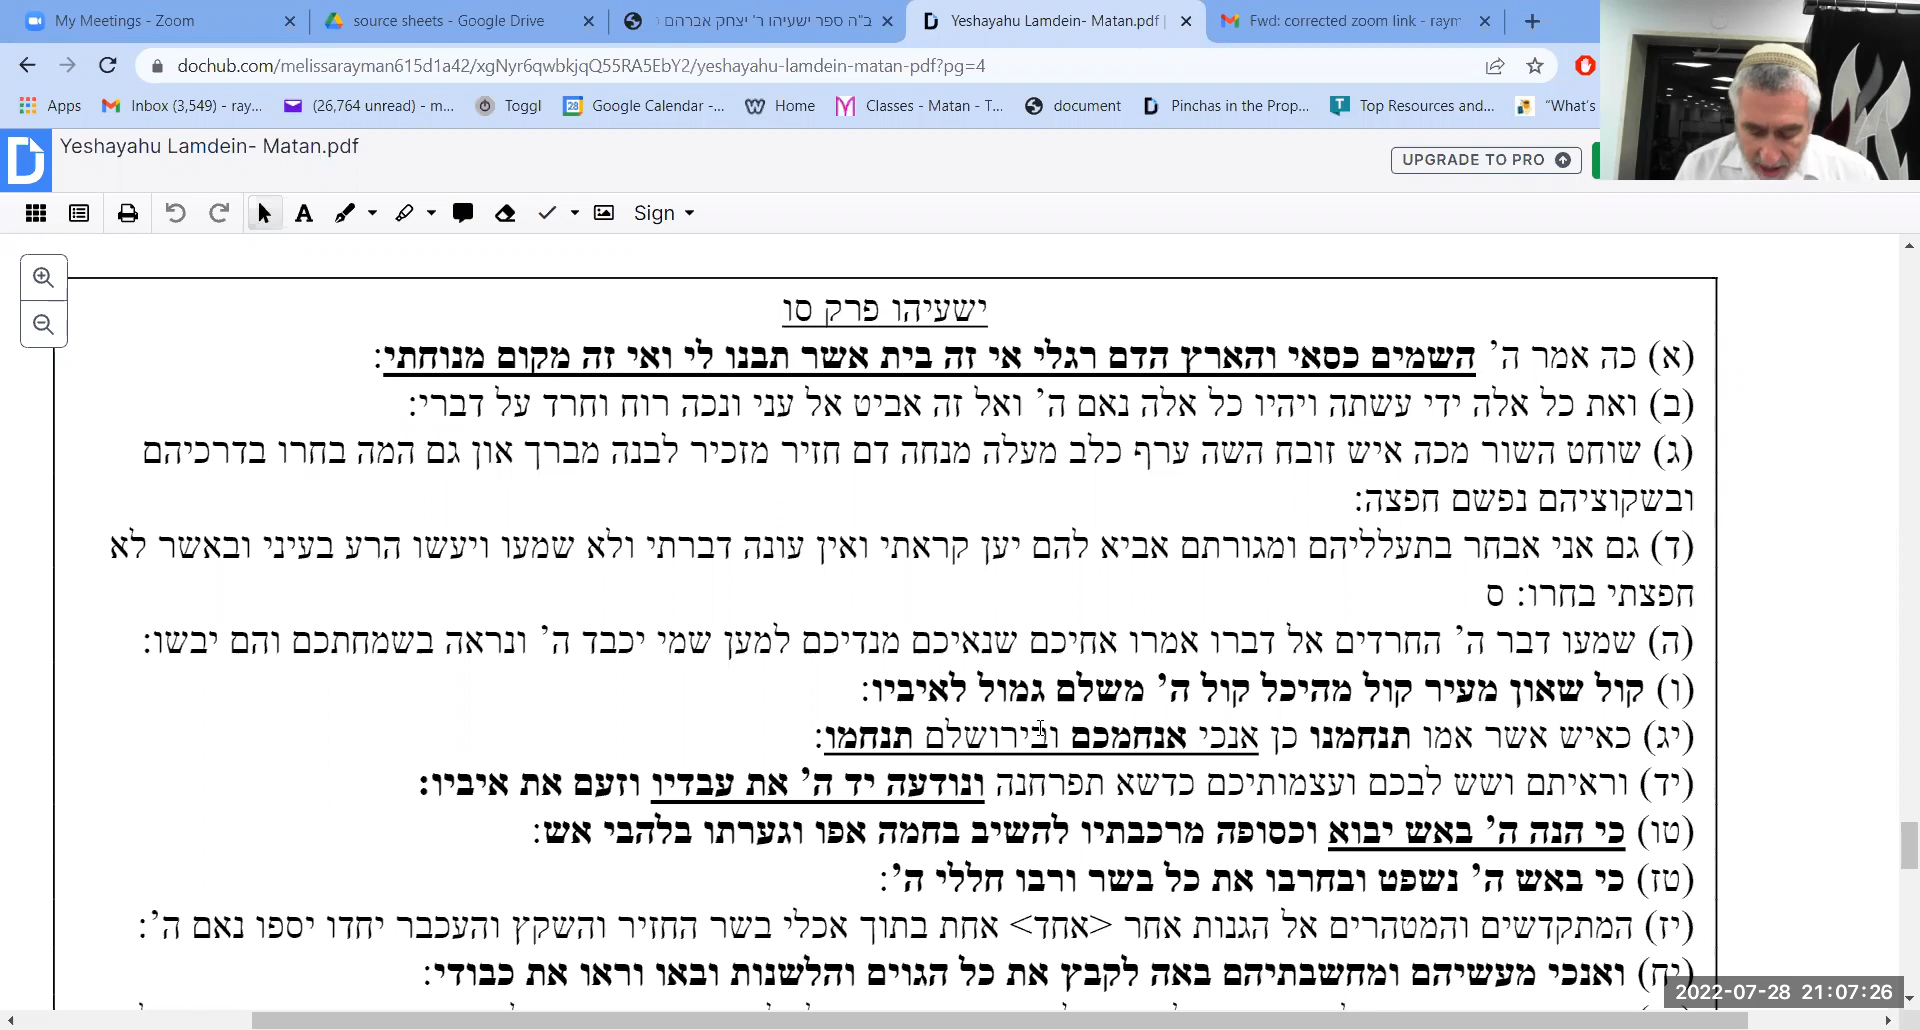 My Meetings - Zoom
source sheets - Google Drive
ב"ה ספר ישעיהו ר' יצחק אברהם
Yeshayahu Lamdein- Matan.pdf |
Fwd: corrected zoom link - raym
dochub.com/melissarayman615d1a42/xgNyr6qwbkjqQ55RA5EbY2/yeshayahu-lamdein-matan-pdf?pg=4
Apps
Inbox (3,549) - ray...
(26,764 unread) - m...
Toggl
28
Google Calendar -...
Home
Classes - Matan - T...
document
Pinchas in the Prop...
Top Resources and...
“What's
Yeshayahu Lamdein- Matan.pdf
UPGRADE TO PRO
A
Sign
ישעיהו פרק סו
(א) כה אמר ה’ השמים כסאי והארץ הדם רגלי אי זה בית אשר תבנו לי ואי זה מקום מנוחתי:
(ב) ואת כל אלה ידי עשתה ויהיו כל אלה נאם ה’ ואל זה אביט אל עני ונכה רוח וחרד על דברי:
(ג) שוחט השור מכה איש זובח השה ערף כלב מעלה מנחה דם חזיר מזכיר לבנה מברך און גם המה בחרו בדרכיהם
ובשקוציהם נפשם חפצה:
(ד) גם אני אבחר בתעלליהם ומגורתם אביא להם יען קראתי ואין עונה דברתי ולא שמעו ויעשו הרע בעיני ובאשר לא
חפצתי בחרו: ס
(ה) שמעו דבר ה’ החרדים אל דברו אמרו אחיכם שנאיכם מנדיכם למען שמי יכבד ה’ ונראה בשמחתכם והם יבשו:
(ו) קול שאון מעיר קול מהיכל קול ה’ משלם גמול לאיביו:
(יג) כאיש אשר אמו תנחמנו כן אנכי אנחמכם ובירושלם תנחמו:
(יד) וראיתם ושש לבכם ועצמותיכם כדשא תפרחנה ונודעה יד ה’ את עבדיו וזעם את איביו:
(טו) כי הנה ה’ באש יבוא וכסופה מרכבתיו להשיב בחמה אפו וגערתו בלהבי אש:
(טז) כי באש ה’ נשפט ובחרבו את כל בשר ורבו חללי ה’:
(יז) המתקדשים והמטהרים אל הגנות אחר <אחד> אחת בתוך אכלי בשר החזיר והשקץ והעכבר יחדו יספו נאם ה’:
(יח) ואנכי מעשיהם ומחשבתיהם באה לקבץ את כל הגוים והלשנות ובאו וראו את כבודי:
2022-07-28 21:07:26